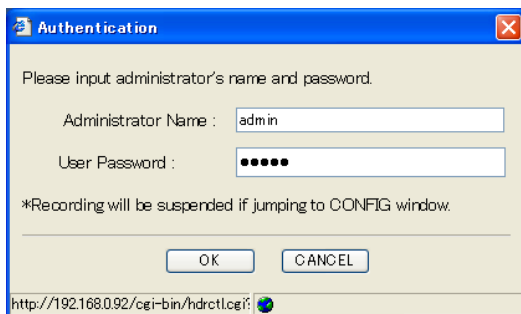 Authentication
Please input administrator's name and password.
Administrator Name : admin
User Password : ●●●●●
*Recording will be suspended if jumping to CONFIG window.
OK CANCEL
http://192.168.0.92/cgi-bin/hdrctl.cgi?